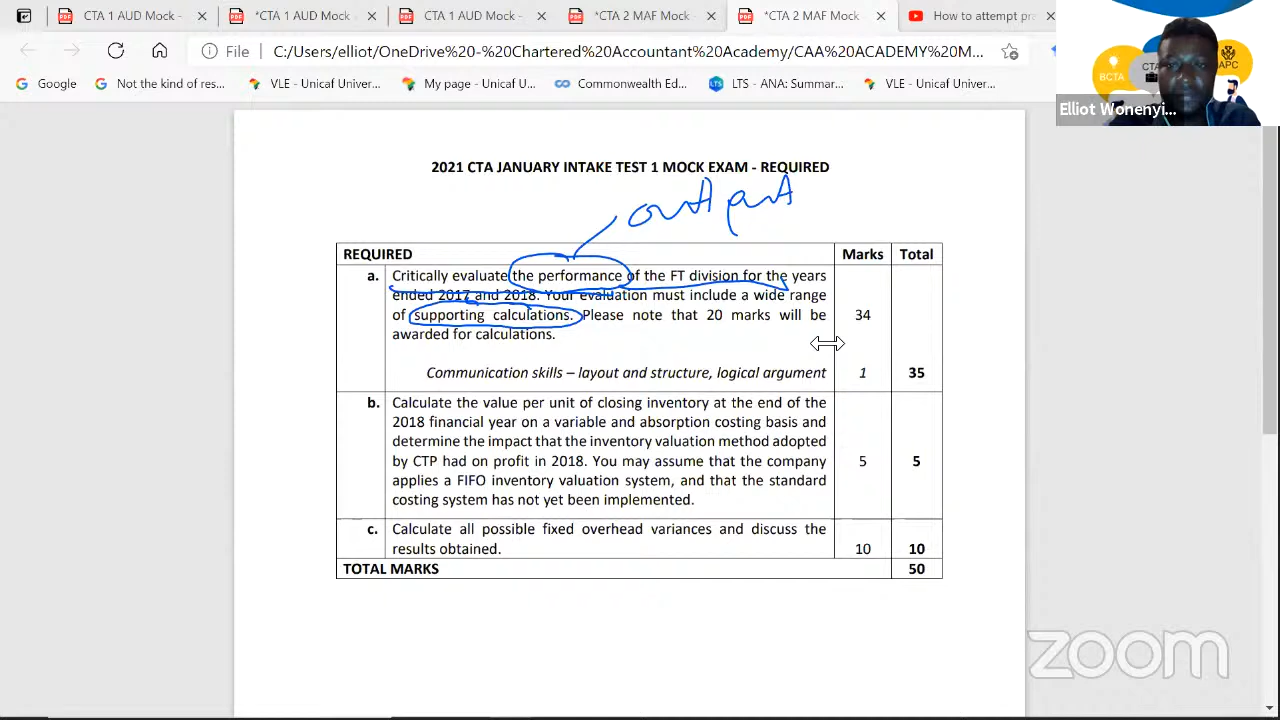 CTA 1 AUD Mock -
*CTA 1 AUD Mock -
CTA 1 AUD Mock -
*CTA 2 MAF Mock -
CTA 2 MAF Mock -
How to attempt pr
File
C:/Users/elliot/OneDrive%20-%20Chartered%20Accountant%20Academy/CAA%20ACADEMY%20M...
Google
Not the kind of res...
VLE - Unicaf Univer...
My page - Unicaf...
Commonwealth Ed...
LTS - ANA: Summar...
VLE - Unicaf Univer...
BCTA
CTA
APC
Elliot Wonenyi...
2021 CTA JANUARY INTAKE TEST 1 MOCK EXAM - REQUIRED
output
REQUIRED Marks Total
a. Critically evaluate the performance of the FT division for the years
ended 2017 and 2018. Your evaluation must include a wide range
of supporting calculations. Please note that 20 marks will be 34
awarded for calculations.
Communication skills – layout and structure, logical argument 1 35
b. Calculate the value per unit of closing inventory at the end of the
2018 financial year on a variable and absorption costing basis and
determine the impact that the inventory valuation method adopted
by CTP had on profit in 2018. You may assume that the company 5 5
applies a FIFO inventory valuation system, and that the standard
costing system has not yet been implemented.
c. Calculate all possible fixed overhead variances and discuss the
results obtained. 10 10
TOTAL MARKS 50
zoom